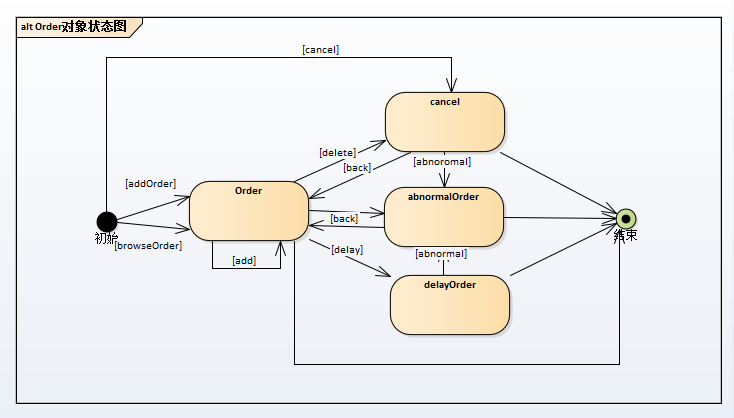 alt Order对象状态图
[cancel]
cancel
[delete]
[abnoromal]
[back]
[addOrder]
Order
abnormalOrder
[back]
初始
结束
[browseOrder]
[delay]
[abnormal]
[add]
delayOrder